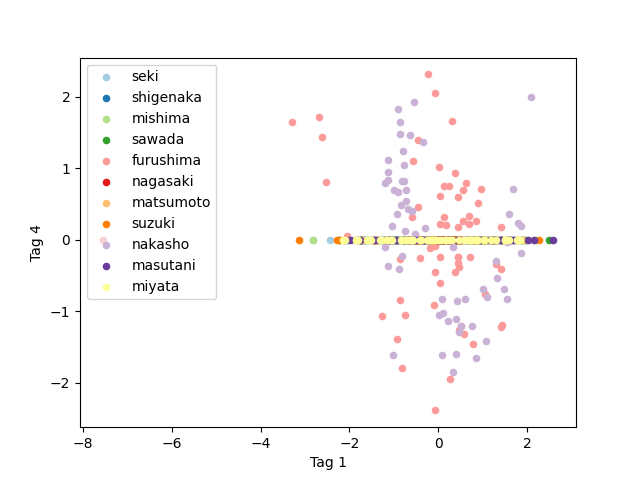 seki
shigenaka
mishima
sawada
furushima
nagasaki
matsumoto
suzuki
nakasho
masutani
miyata
Tag 4
2
1
0
−1
−2
−8
−6
−4
−2
0
2
Tag 1